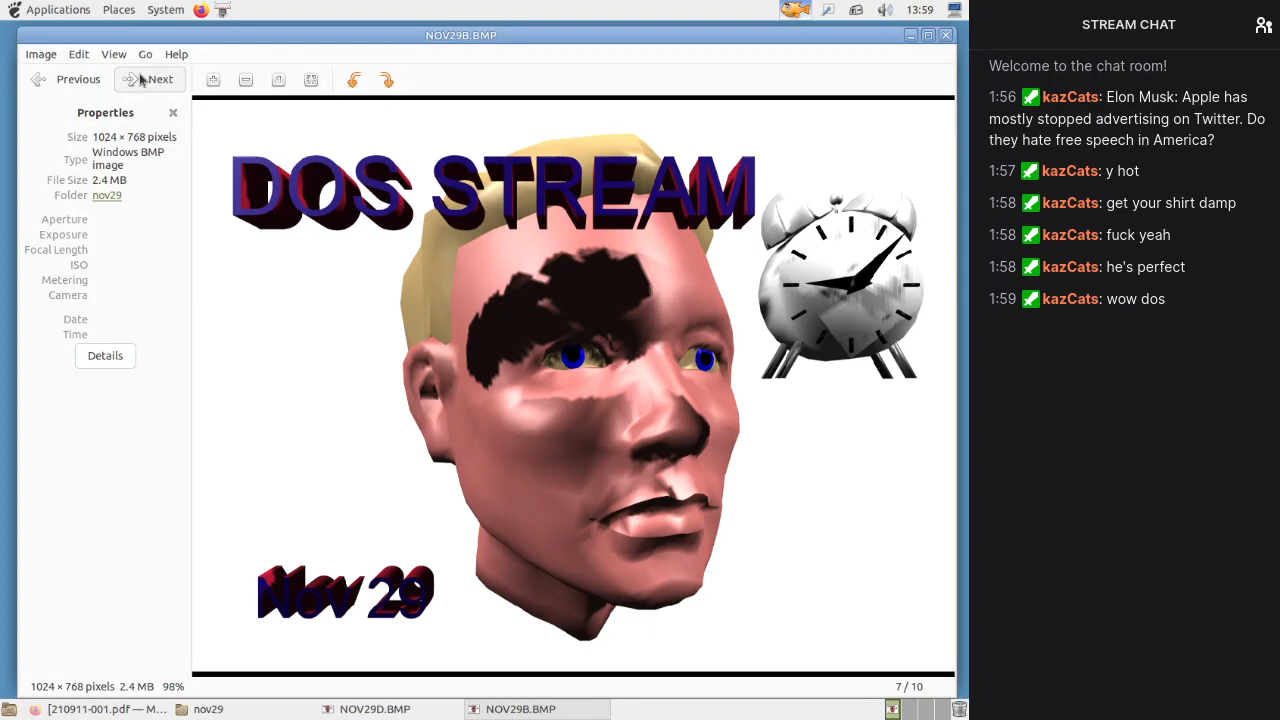 Applications Places System 13:59
NOV29B.BMP
Image Edit View Go Help
Previous Next
Properties
Size 1024 × 768 pixels
Type Windows BMP
image
File Size 2.4 MB
Folder nov29
Aperture
Exposure
Focal Length
ISO
Metering
Camera
Date
Time
Details
DOS STREAM
Nov 29
1024 × 768 pixels 2.4 MB 98% 7 / 10
[210911-001.pdf — M... nov29 NOV29D.BMP NOV29B.BMP
STREAM CHAT
Welcome to the chat room!
1:56 kazCats: Elon Musk: Apple has
mostly stopped advertising on Twitter. Do
they hate free speech in America?
1:57 kazCats: y hot
1:58 kazCats: get your shirt damp
1:58 kazCats: fuck yeah
1:58 kazCats: he's perfect
1:59 kazCats: wow dos